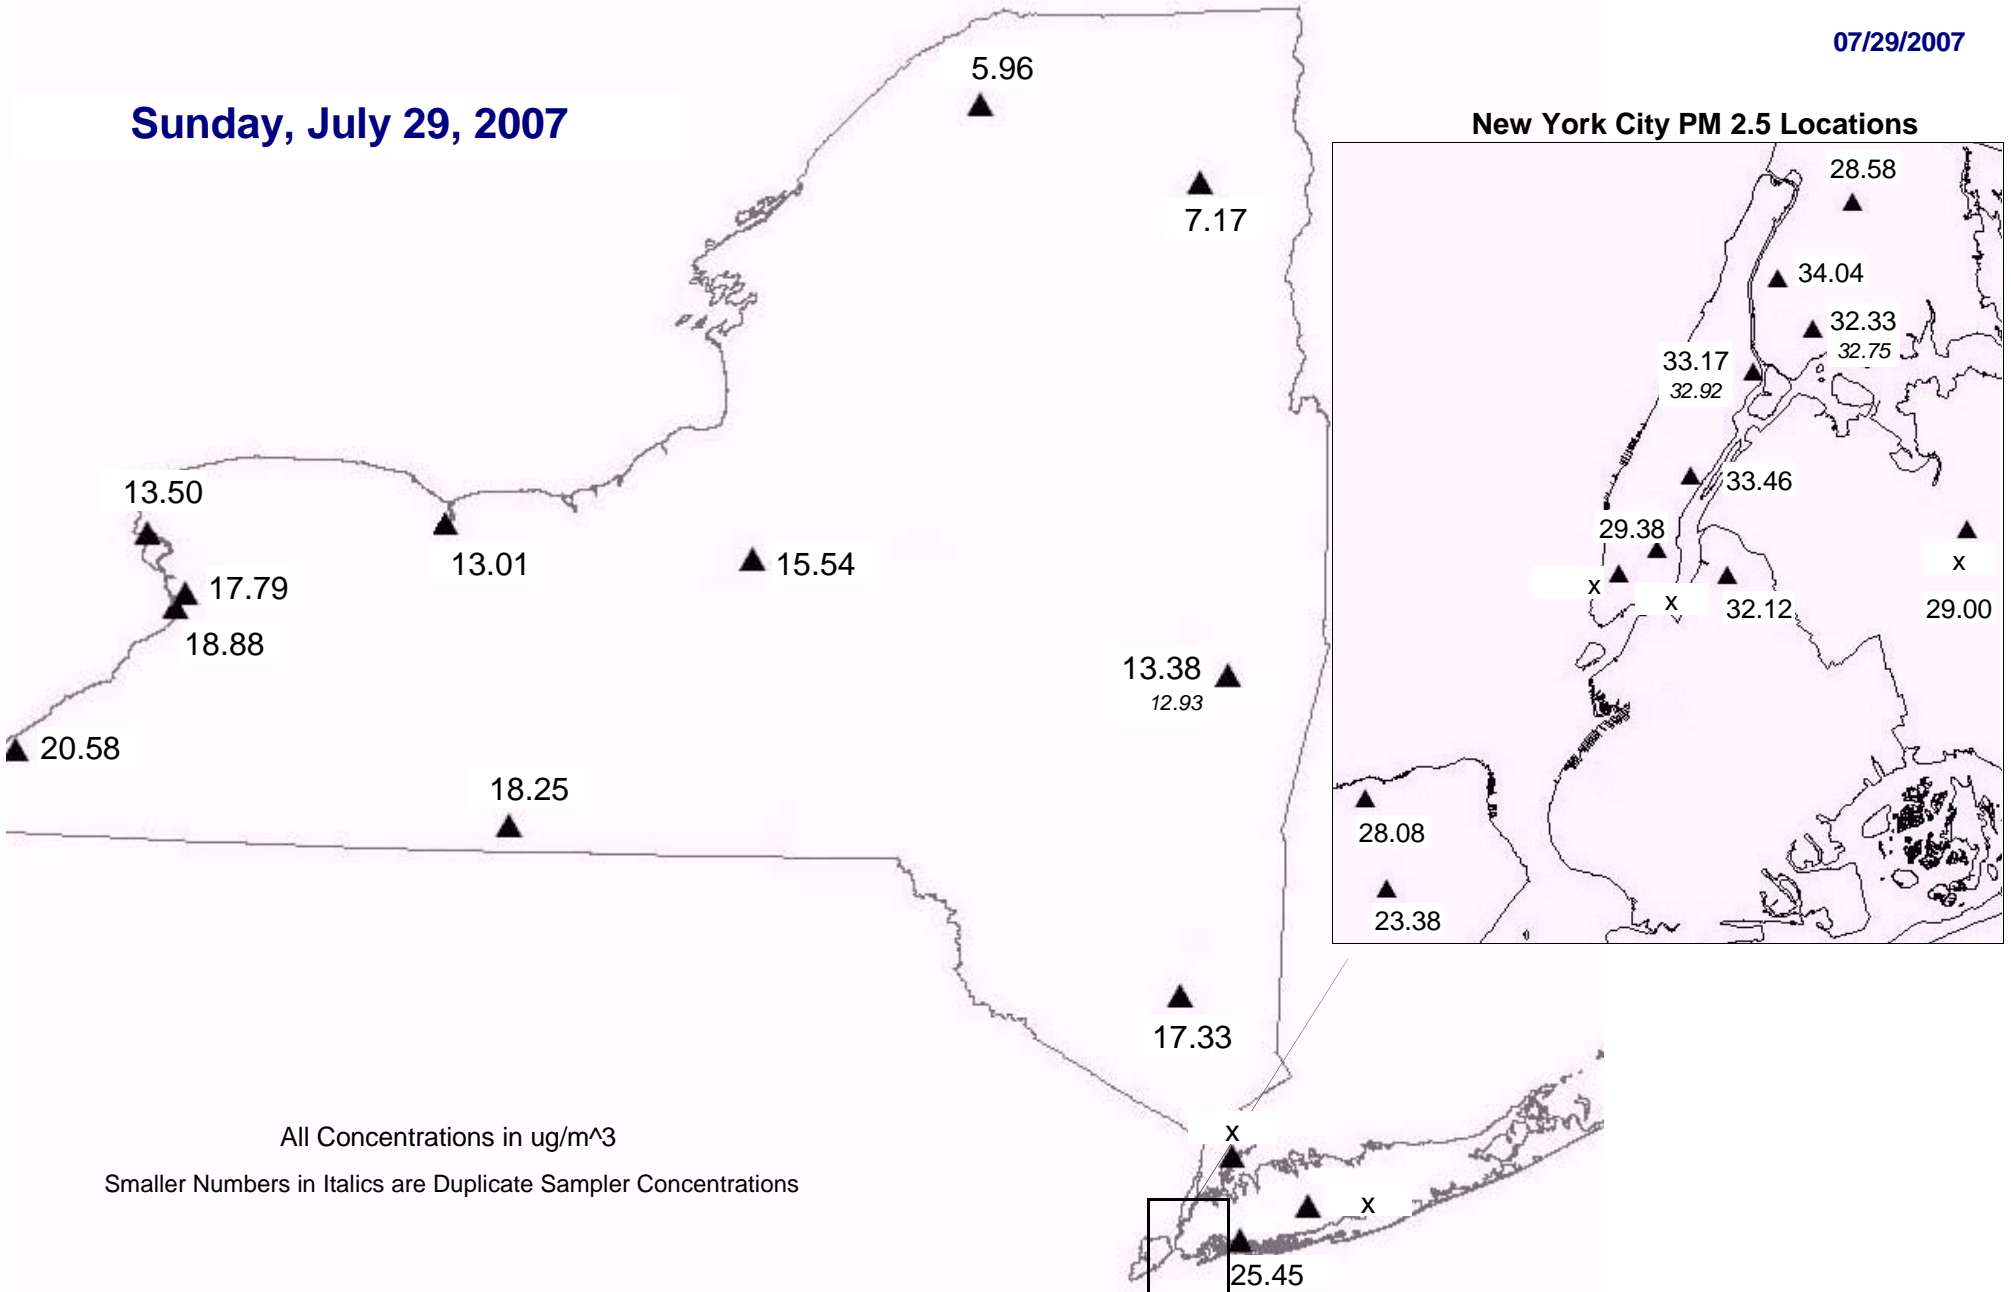 07/29/2007
Sunday, July 29, 2007
5.96
7.17
13.50
13.01
15.54
17.79
18.88
13.38
12.93
20.58
18.25
17.33
x
x
25.45
All Concentrations in ug/m^3
Smaller Numbers in Italics are Duplicate Sampler Concentrations
New York City PM 2.5 Locations
28.58
34.04
32.33
32.75
33.17
32.92
33.46
29.38
x
x
x
32.12
29.00
28.08
23.38